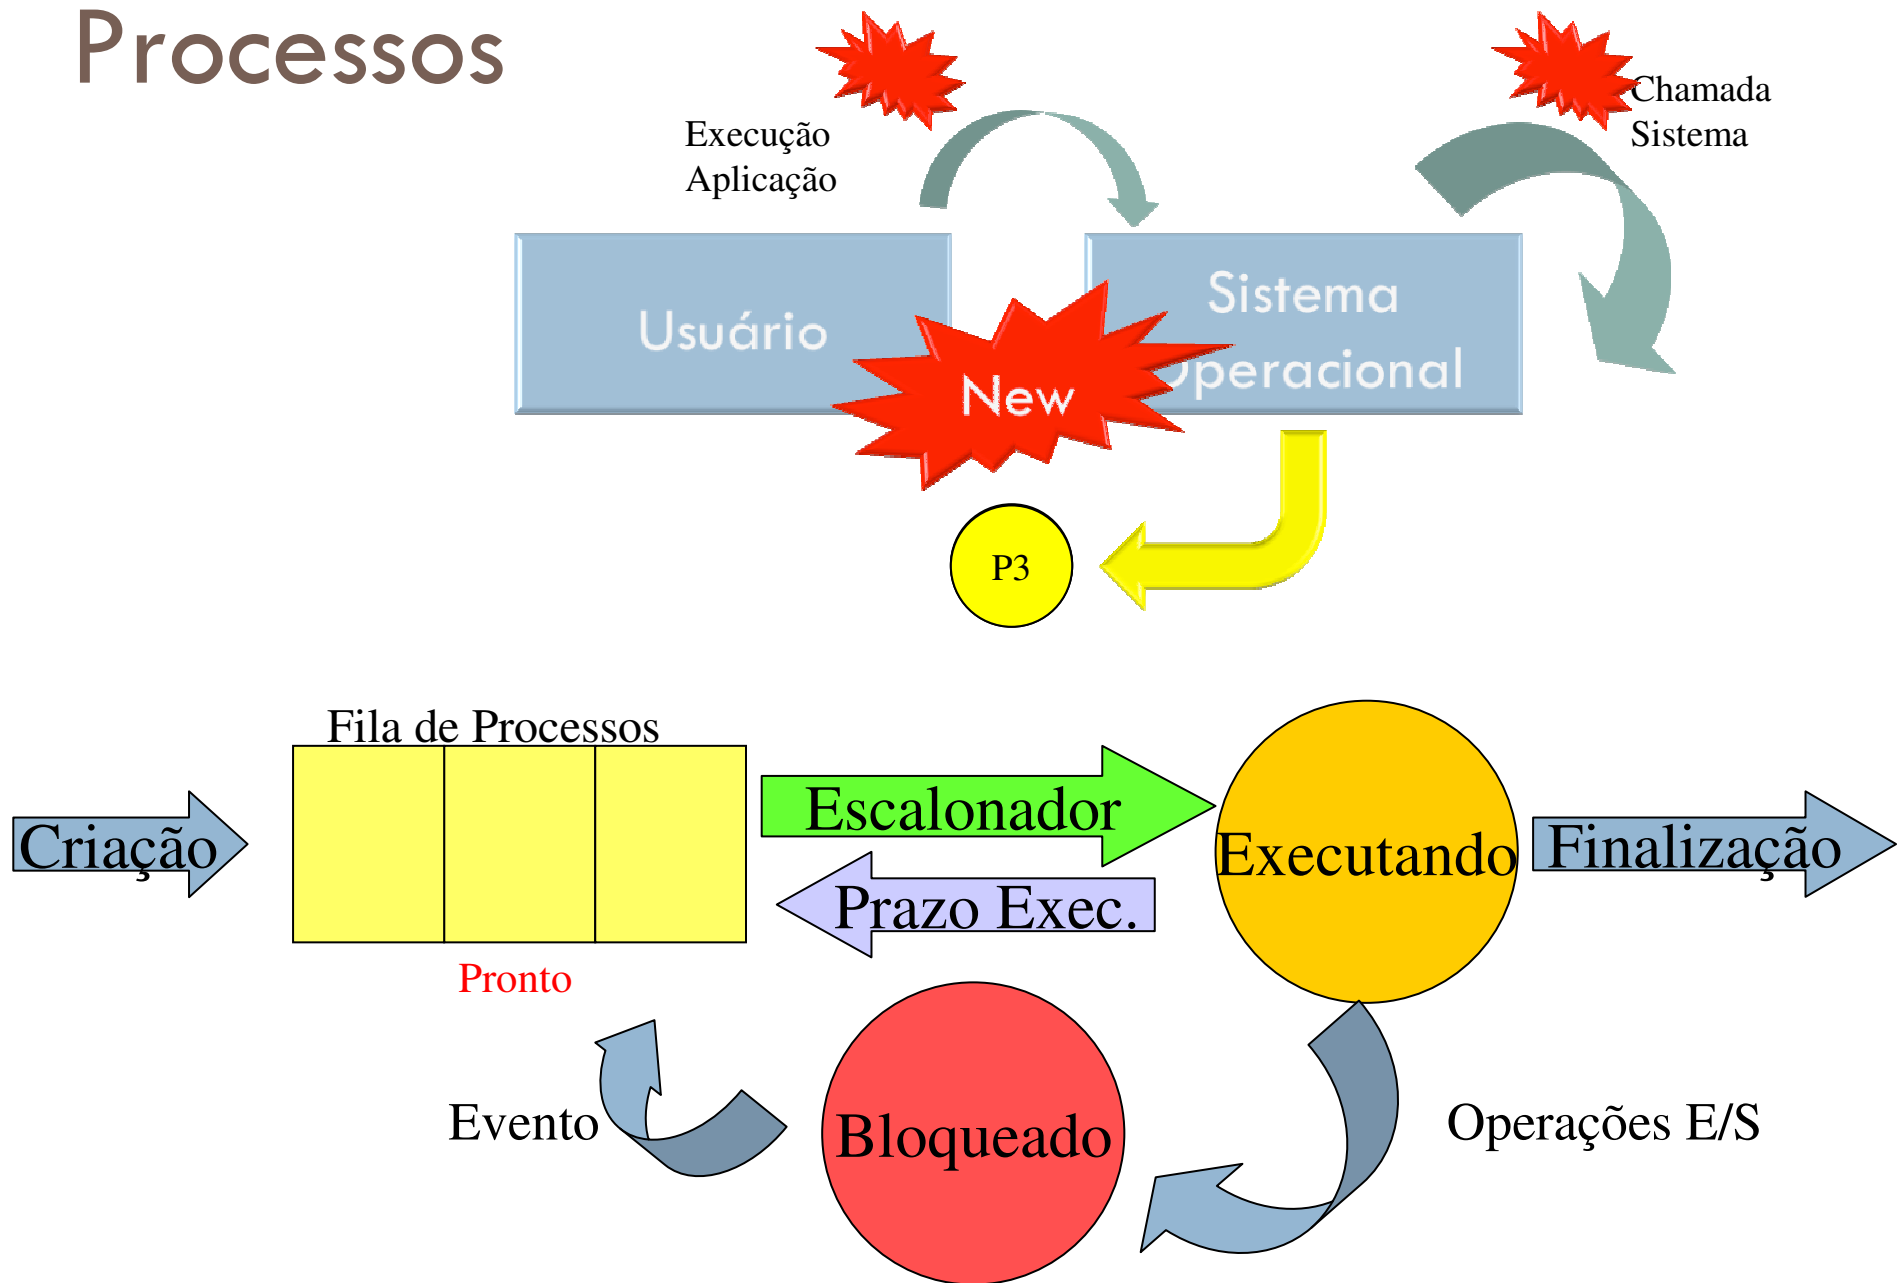 Processos
Execução
Aplicação
Chamada
Sistema
Usuário
Sistema
Operacional
New
P3
Fila de Processos
Criação
Escalonador
Prazo Exec.
Executando
Finalização
Pronto
Evento
Bloqueado
Operações E/S